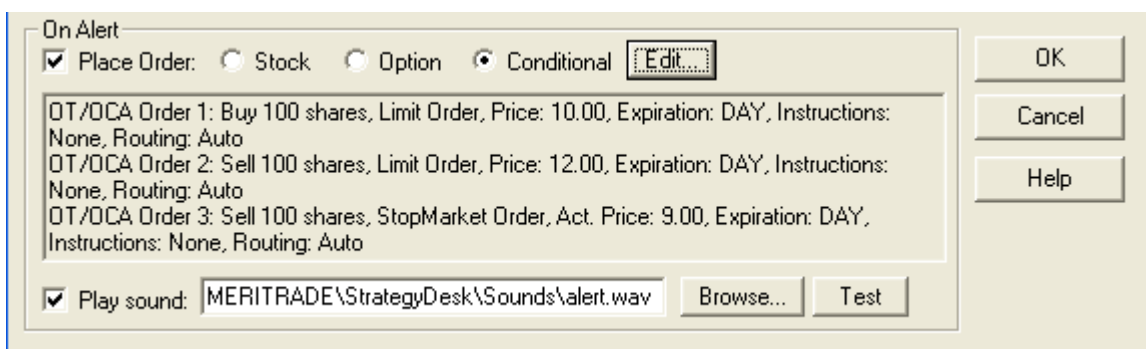 On Alert
Place Order: Stock Option Conditional Edit... OK
OT/OCA Order 1: Buy 100 shares, Limit Order, Price: 10.00, Expiration: DAY, Instructions:
None, Routing: Auto
Cancel
OT/OCA Order 2: Sell 100 shares, Limit Order, Price: 12.00, Expiration: DAY, Instructions:
None, Routing: Auto
Help
OT/OCA Order 3: Sell 100 shares, StopMarket Order, Act. Price: 9.00, Expiration: DAY,
Instructions: None, Routing: Auto
Play sound: MERITRADE\StrategyDesk\Sounds\alert.wav Browse... Test